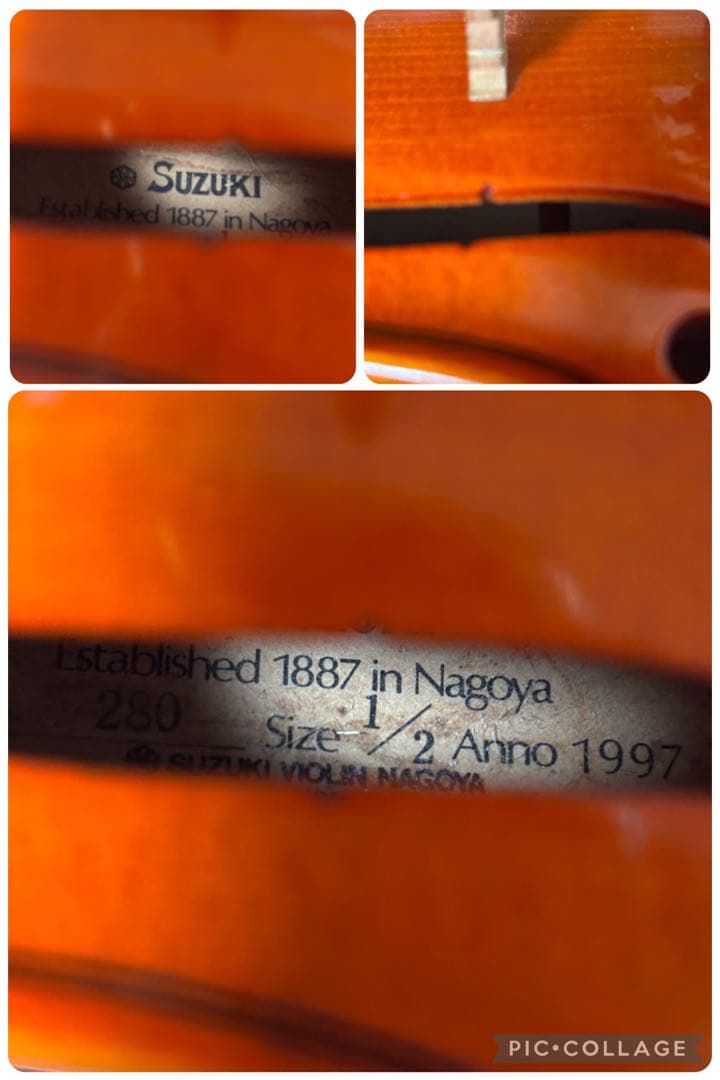 SUZUKI
Established 1887 in Nagoya
Established 1887 in Nagoya
280 Size 1/2 Anno 1997
SUZUKI VIOLIN NAGOYA
PIC•COLLAGE